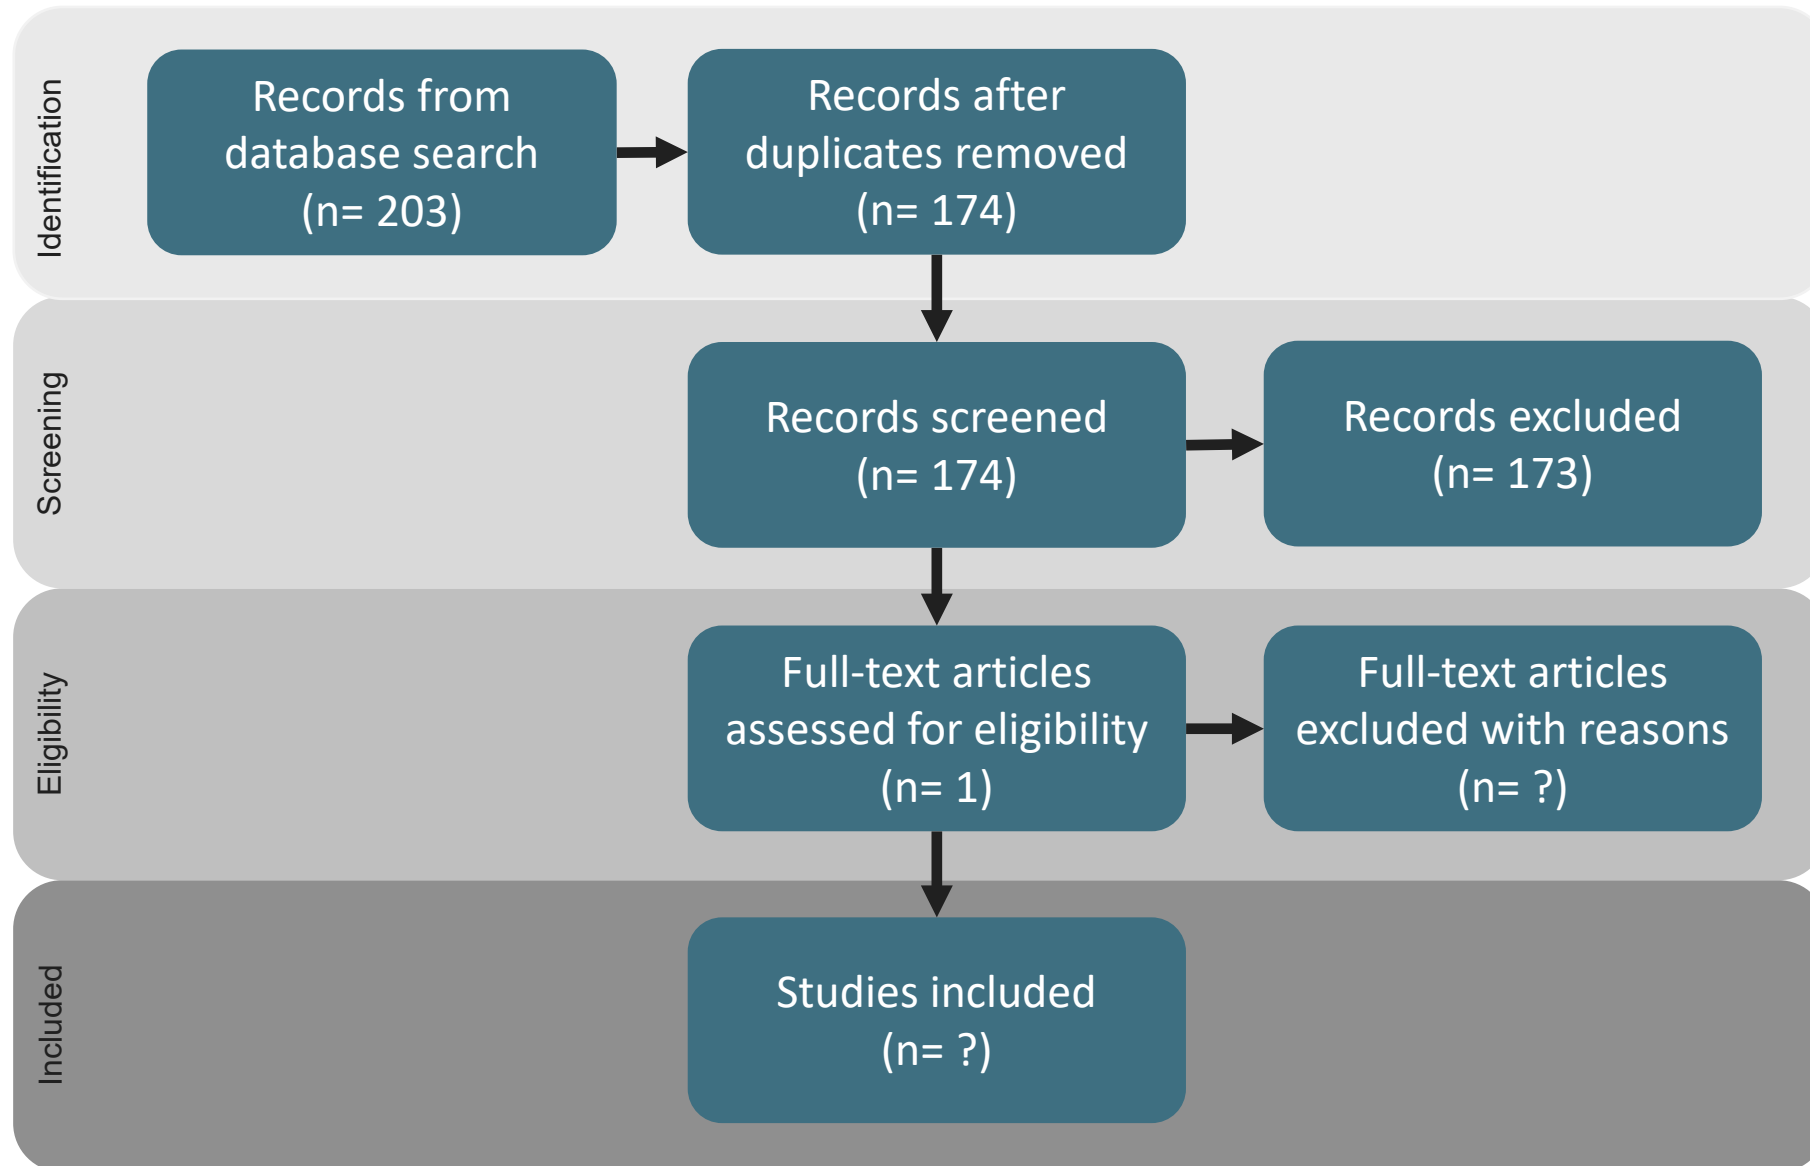 Identification
Records from
database search
(n= 203)
Records after
duplicates removed
(n= 174)
Screening
Records screened
(n= 174)
Records excluded
(n= 173)
Eligibility
Full-text articles
assessed for eligibility
(n= 1)
Full-text articles
excluded with reasons
(n= ?)
Included
Studies included
(n= ?)